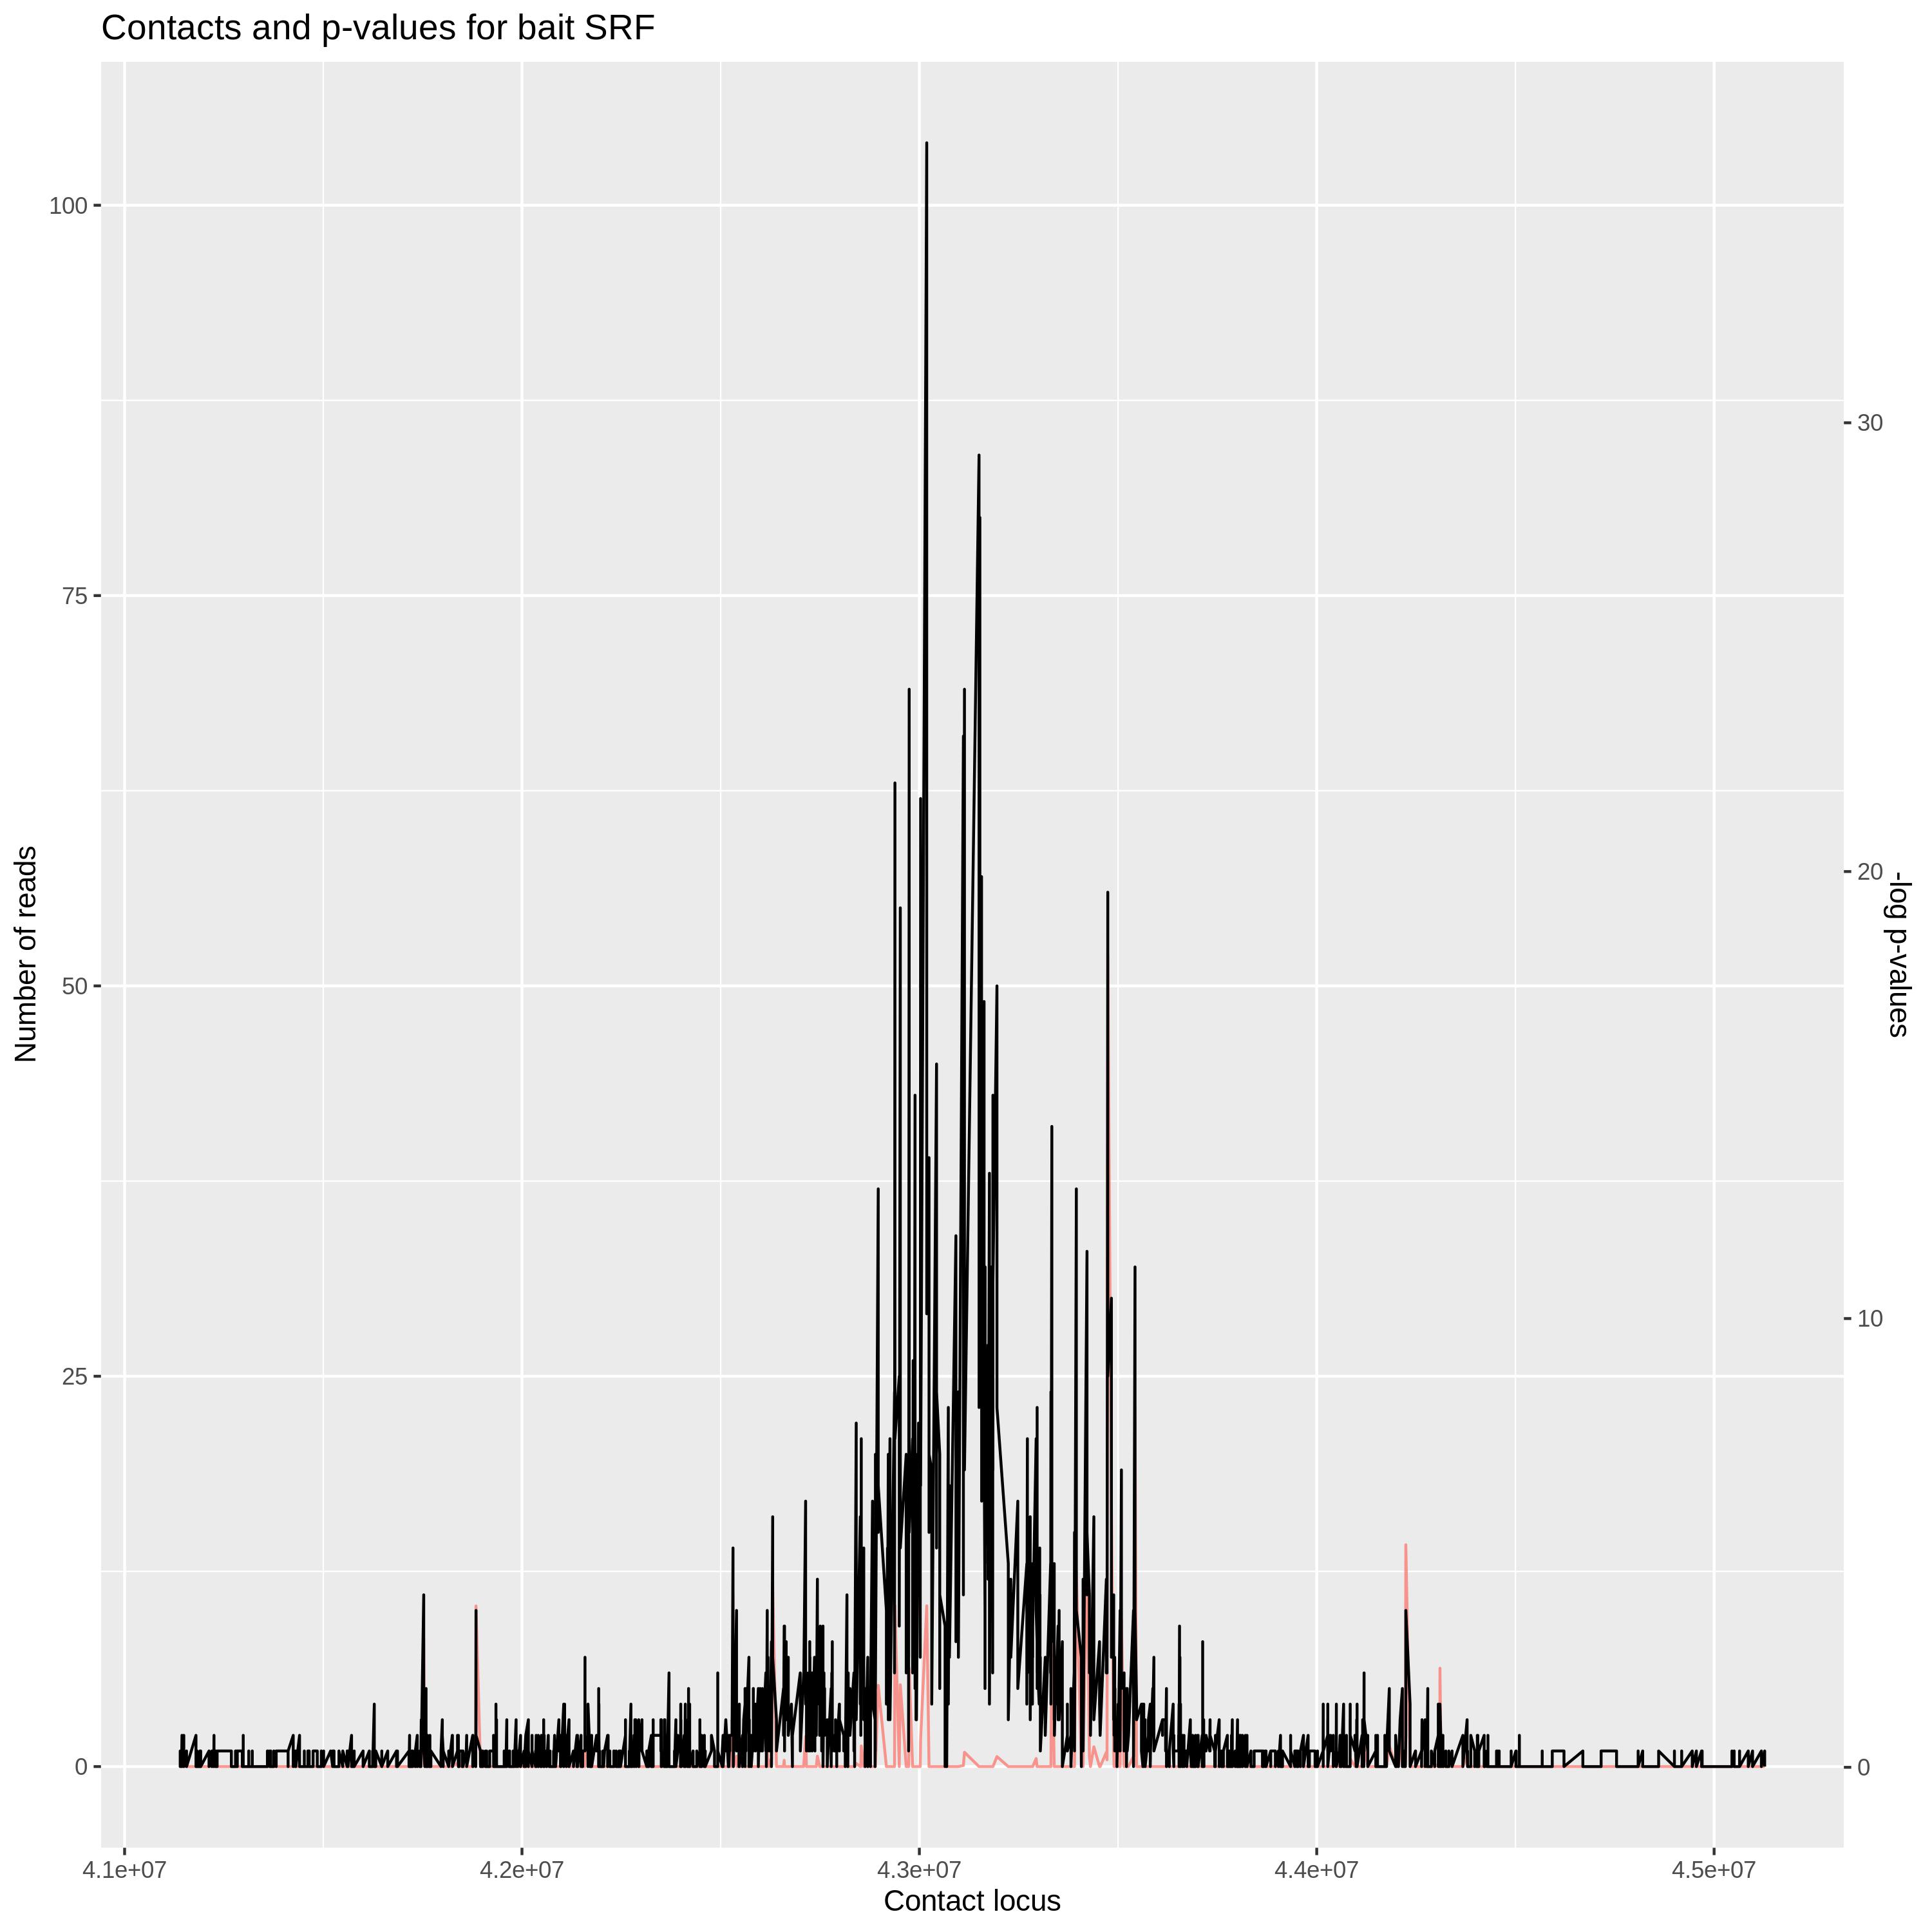 Contacts and p-values for bait SRF
100
75
50
25
0
Number of reads
30
20
10
0
-log p-values
4.1e+07 4.2e+07 4.3e+07 4.4e+07 4.5e+07
Contact locus